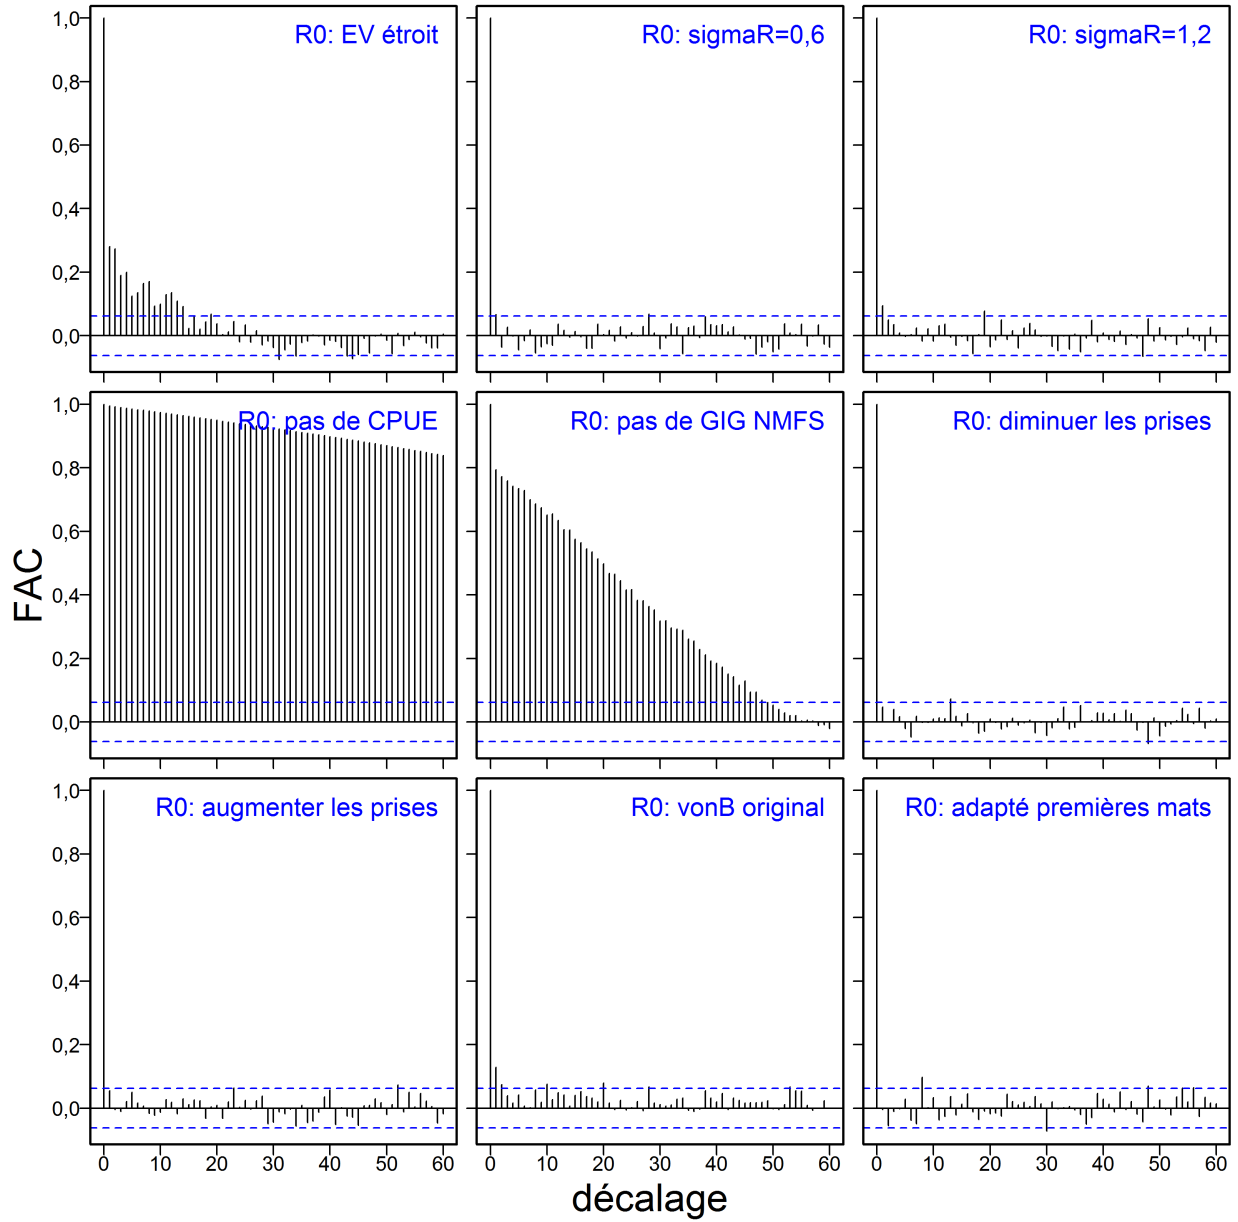 R0: EV étroit
R0: sigmaR=0,6
R0: sigmaR=1,2
1,0
0,8
0,6
0,4
0,2
0,0
R0: pas de CPUE
R0: pas de GIG NMFS
R0: diminuer les prises
1,0
0,8
0,6
0,4
0,2
0,0
FAC
R0: augmenter les prises
R0: vonB original
R0: adapté premières mats
1,0
0,8
0,6
0,4
0,2
0,0
0 10 20 30 40 50 60
0 10 20 30 40 50 60
0 10 20 30 40 50 60
décalage